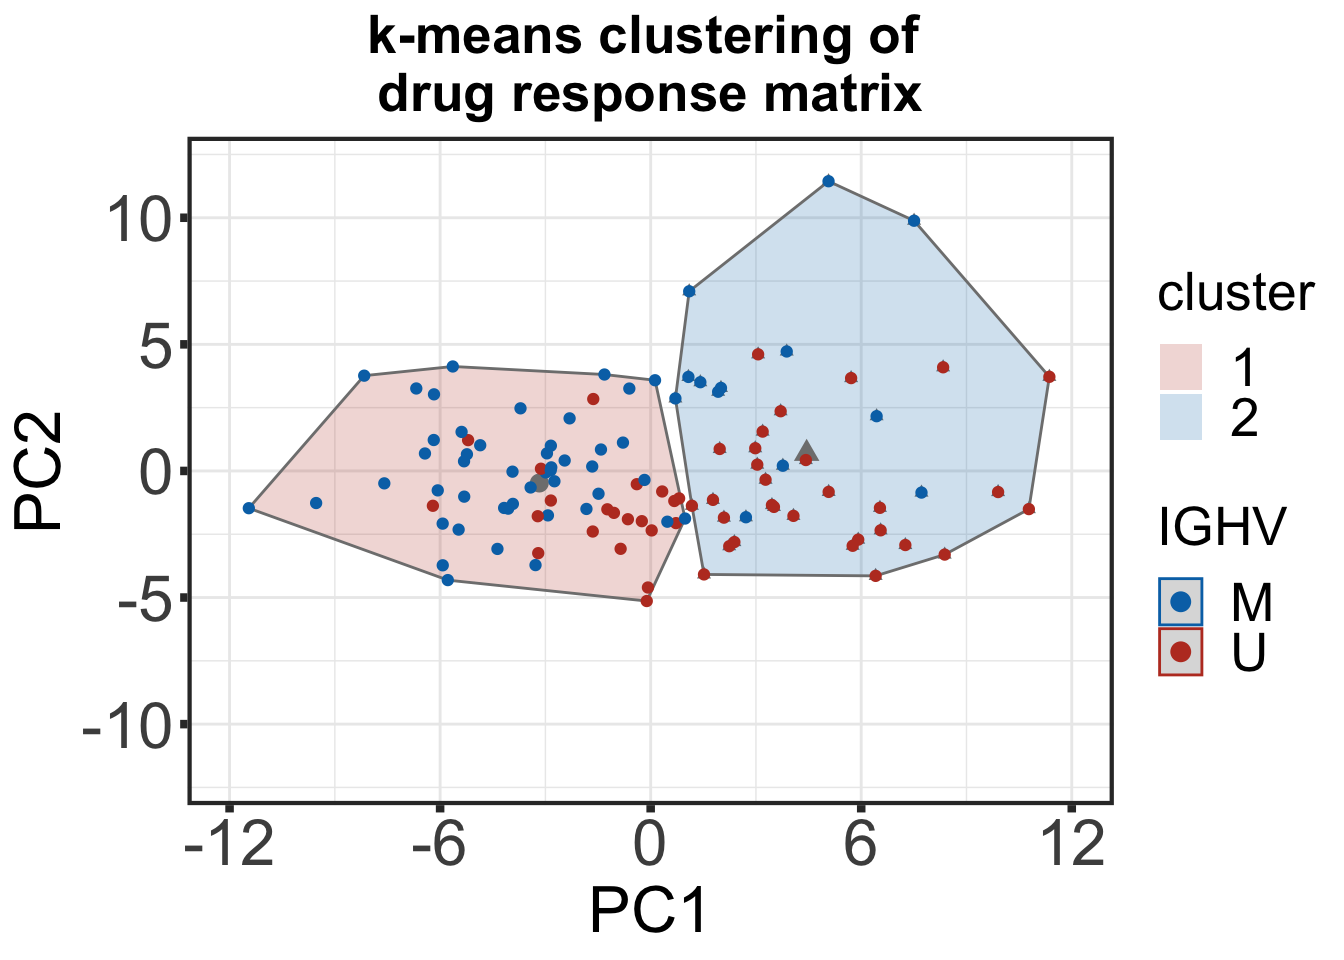 k-means clustering of
drug response matrix
PC2
10
5
0
-5
-10
-12
-6
0
6
12
PC1
cluster
1
2
IGHV
M
U